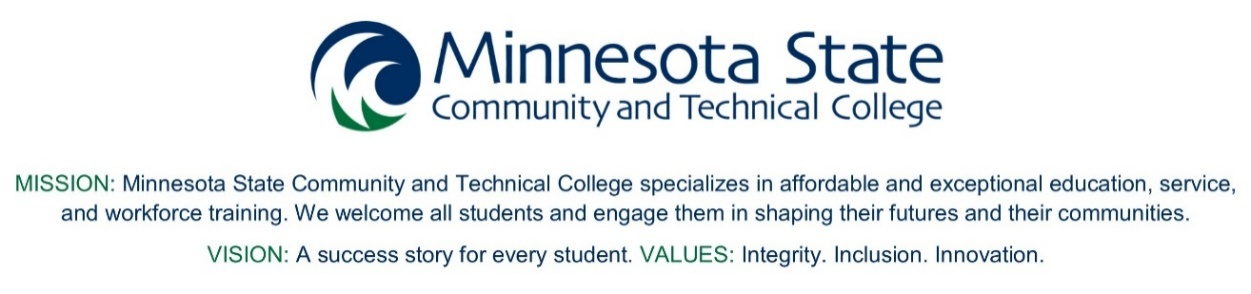 Minnesota State
Community and Technical College
MISSION: Minnesota State Community and Technical College specializes in affordable and exceptional education, service,
and workforce training. We welcome all students and engage them in shaping their futures and their communities.
VISION: A success story for every student. VALUES: Integrity. Inclusion. Innovation.